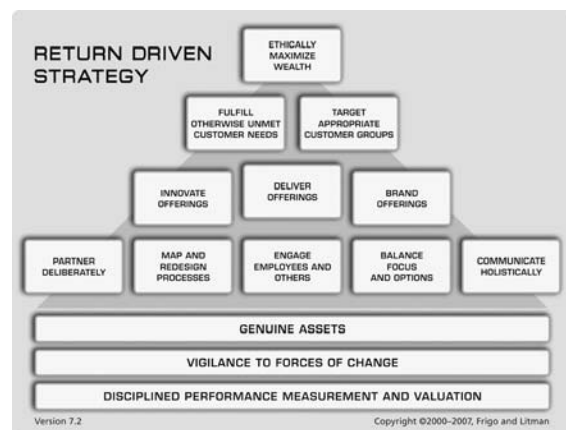 RETURN DRIVEN
STRATEGY
ETHICALLY
MAXIMIZE
WEALTH
FULFILL
OTHERWISE UNMET
CUSTOMER NEEDS
TARGET
APPROPRIATE
CUSTOMER GROUPS
INNOVATE
OFFERINGS
DELIVER
OFFERINGS
BRAND
OFFERINGS
PARTNER
DELIBERATELY
MAP AND
REDESIGN
PROCESSES
ENGAGE
EMPLOYEES AND
OTHERS
BALANCE
FOCUS
AND OPTIONS
COMMUNICATE
HOLISTICALLY
GENUINE ASSETS
VIGILANCE TO FORCES OF CHANGE
DISCIPLINED PERFORMANCE MEASUREMENT AND VALUATION
Version 7.2
Copyright ©2000–2007, Frigo and Litman